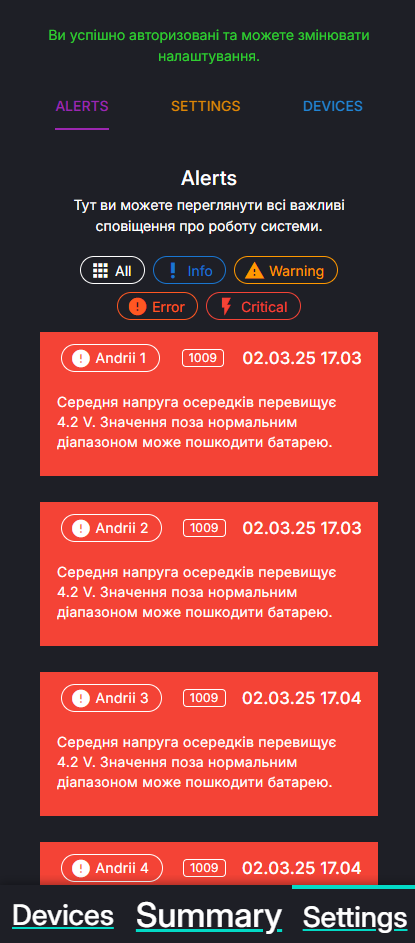 Ви успішно авторизовані та можете змінювати
налаштування.
ALERTS SETTINGS DEVICES
Alerts
Тут ви можете переглянути всі важливі
сповіщення про роботу системи.
All Info Warning
Error Critical
Andrii 1 1009 02.03.25 17.03
Середня напруга осередків перевищує
4.2 V. Значення поза нормальним
діапазоном може пошкодити батарею.
Andrii 2 1009 02.03.25 17.03
Середня напруга осередків перевищує
4.2 V. Значення поза нормальним
діапазоном може пошкодити батарею.
Andrii 3 1009 02.03.25 17.04
Середня напруга осередків перевищує
4.2 V. Значення поза нормальним
діапазоном може пошкодити батарею.
Andrii 4 1009 02.03.25 17.04
Devices Summary Settings